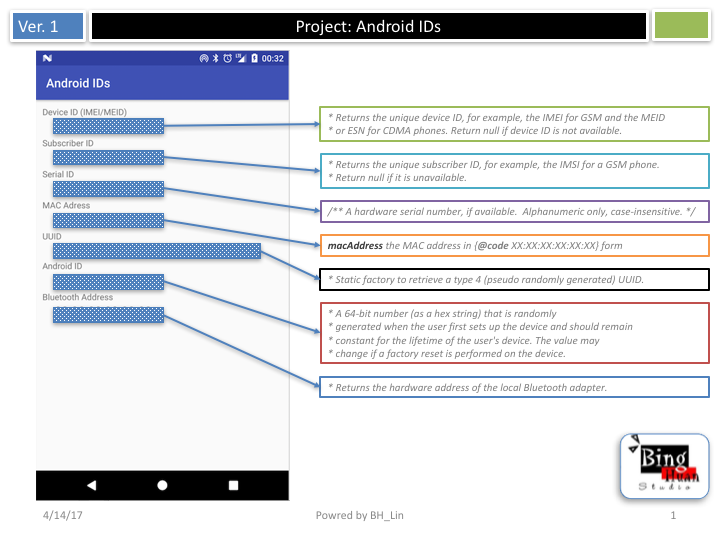 Ver. 1
Project: Android IDs
00:32
Android IDs
Device ID (IMEI/MEID)
* Returns the unique device ID, for example, the IMEI for GSM and the MEID
* or ESN for CDMA phones. Return null if device ID is not available.
Subscriber ID
* Returns the unique subscriber ID, for example, the IMSI for a GSM phone.
* Return null if it is unavailable.
Serial ID
/** A hardware serial number, if available.  Alphanumeric only, case-insensitive. */
MAC Adress
macAddress the MAC address in {@code XX:XX:XX:XX:XX:XX} form
UUID
* Static factory to retrieve a type 4 (pseudo randomly generated) UUID.
Android ID
* A 64-bit number (as a hex string) that is randomly
* generated when the user first sets up the device and should remain
* constant for the lifetime of the user's device. The value may
* change if a factory reset is performed on the device.
Bluetooth Address
* Returns the hardware address of the local Bluetooth adapter.
Bing
Huan
Studio
4/14/17
Powred by BH_Lin
1